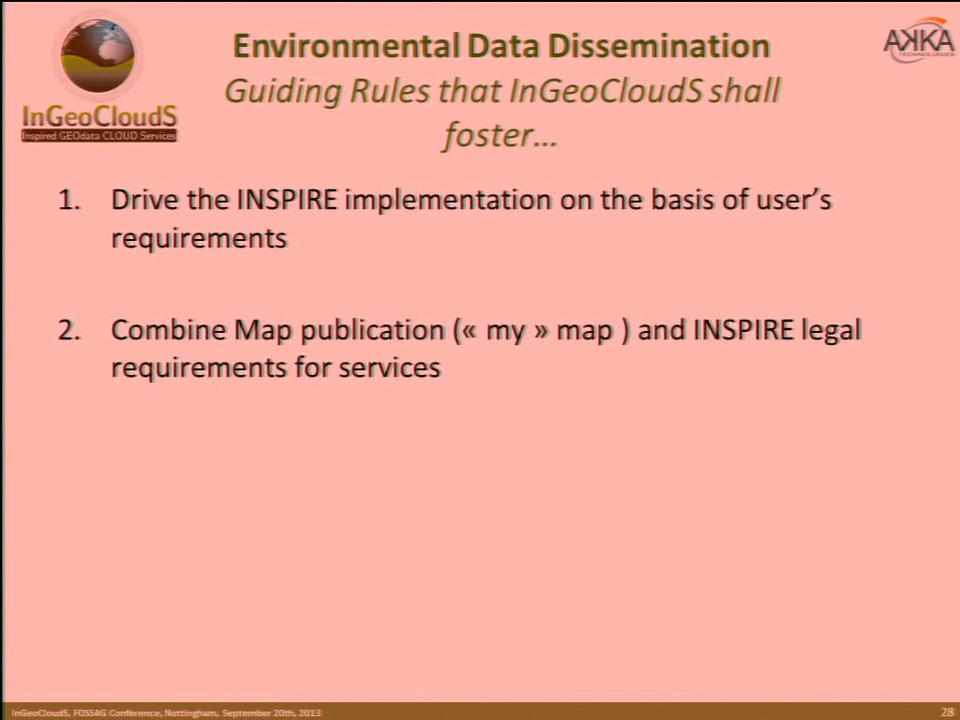 Environmental Data Dissemination
Guiding Rules that InGeoCloudS shall
foster...
InGeoCloudS
Inspired GEOdata CLOUD Services
AKKA
TECHNOLOGIES
1. Drive the INSPIRE implementation on the basis of user's
requirements
2. Combine Map publication (« my » map ) and INSPIRE legal
requirements for services
InGeoCloudS, FOSS4G Conference, Nottingham, September 20th, 2013
28